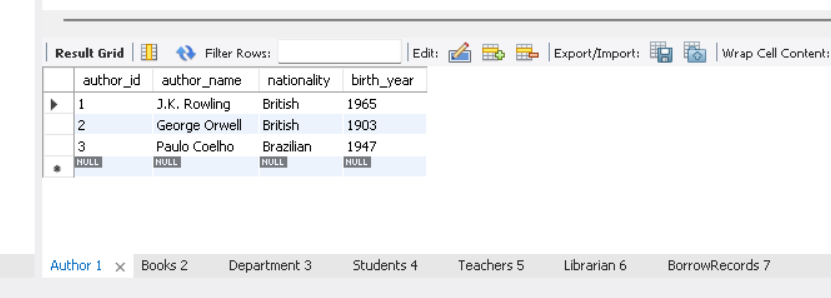 Result Grid Filter Rows: Edit: Export/Import: Wrap Cell Content:
author_id author_name nationality birth_year
1 J.K. Rowling British 1965
2 George Orwell British 1903
3 Paulo Coelho Brazilian 1947
NULL NULL NULL NULL
Author 1 Books 2 Department 3 Students 4 Teachers 5 Librarian 6 BorrowRecords 7